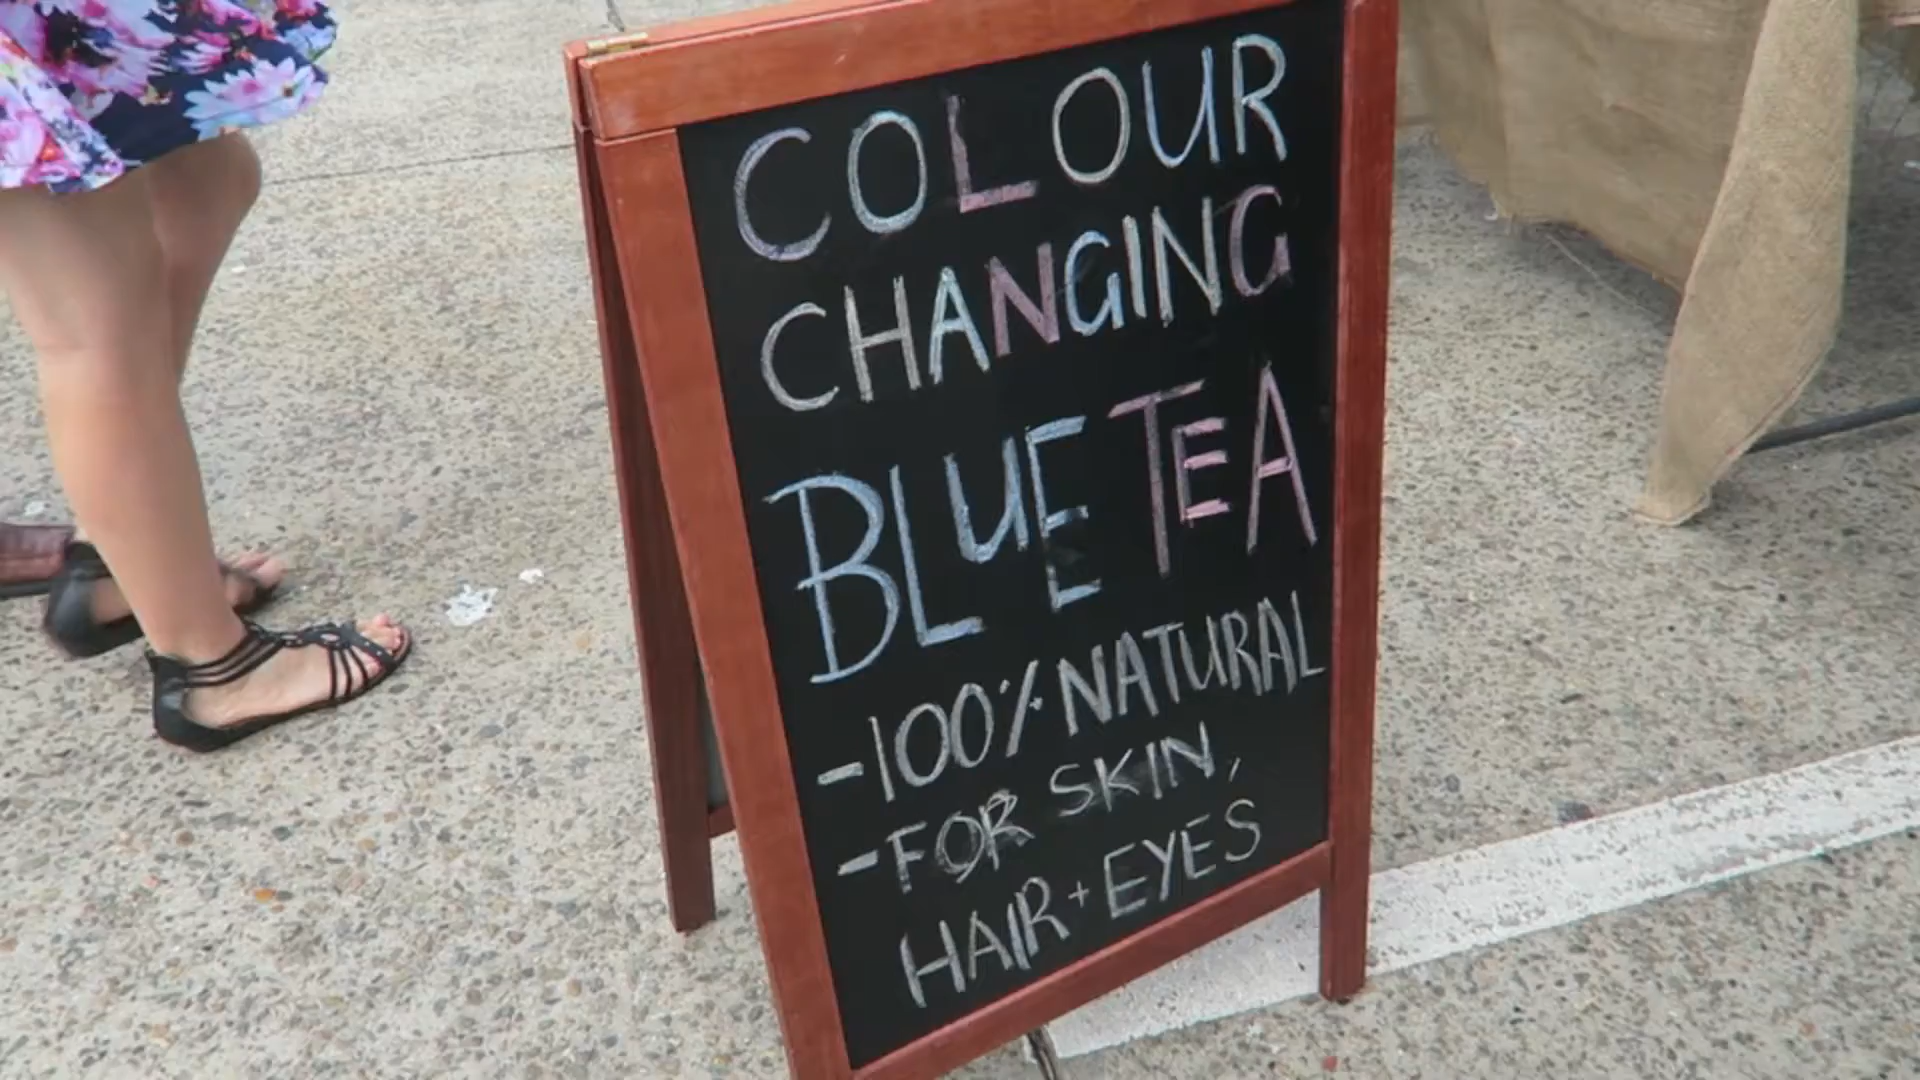 COLOUR
CHANGING
BLUE TEA
-100% NATURAL
-FOR SKIN,
HAIR + EYES